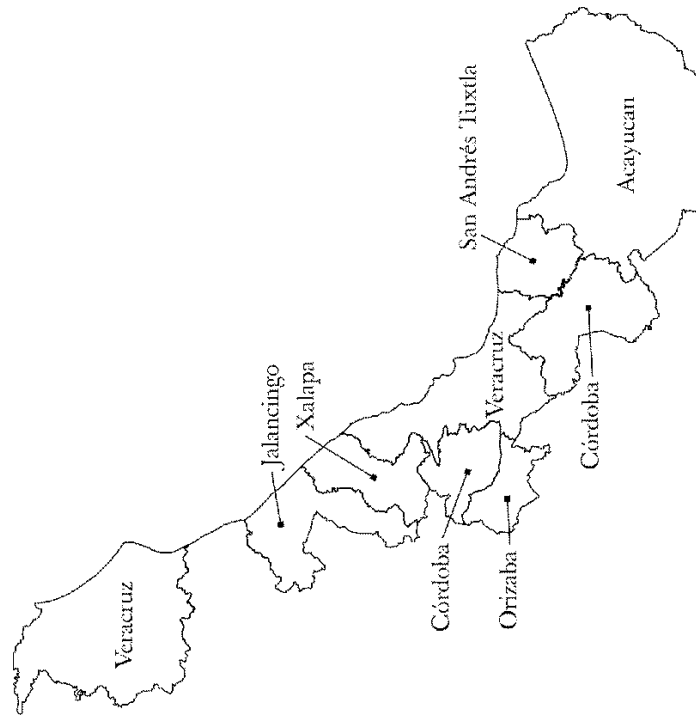 Veracruz
Jalancingo
Xalapa
Córdoba
Orizaba
Veracruz
San Andrés Tuxtla
Córdoba
Acayucan